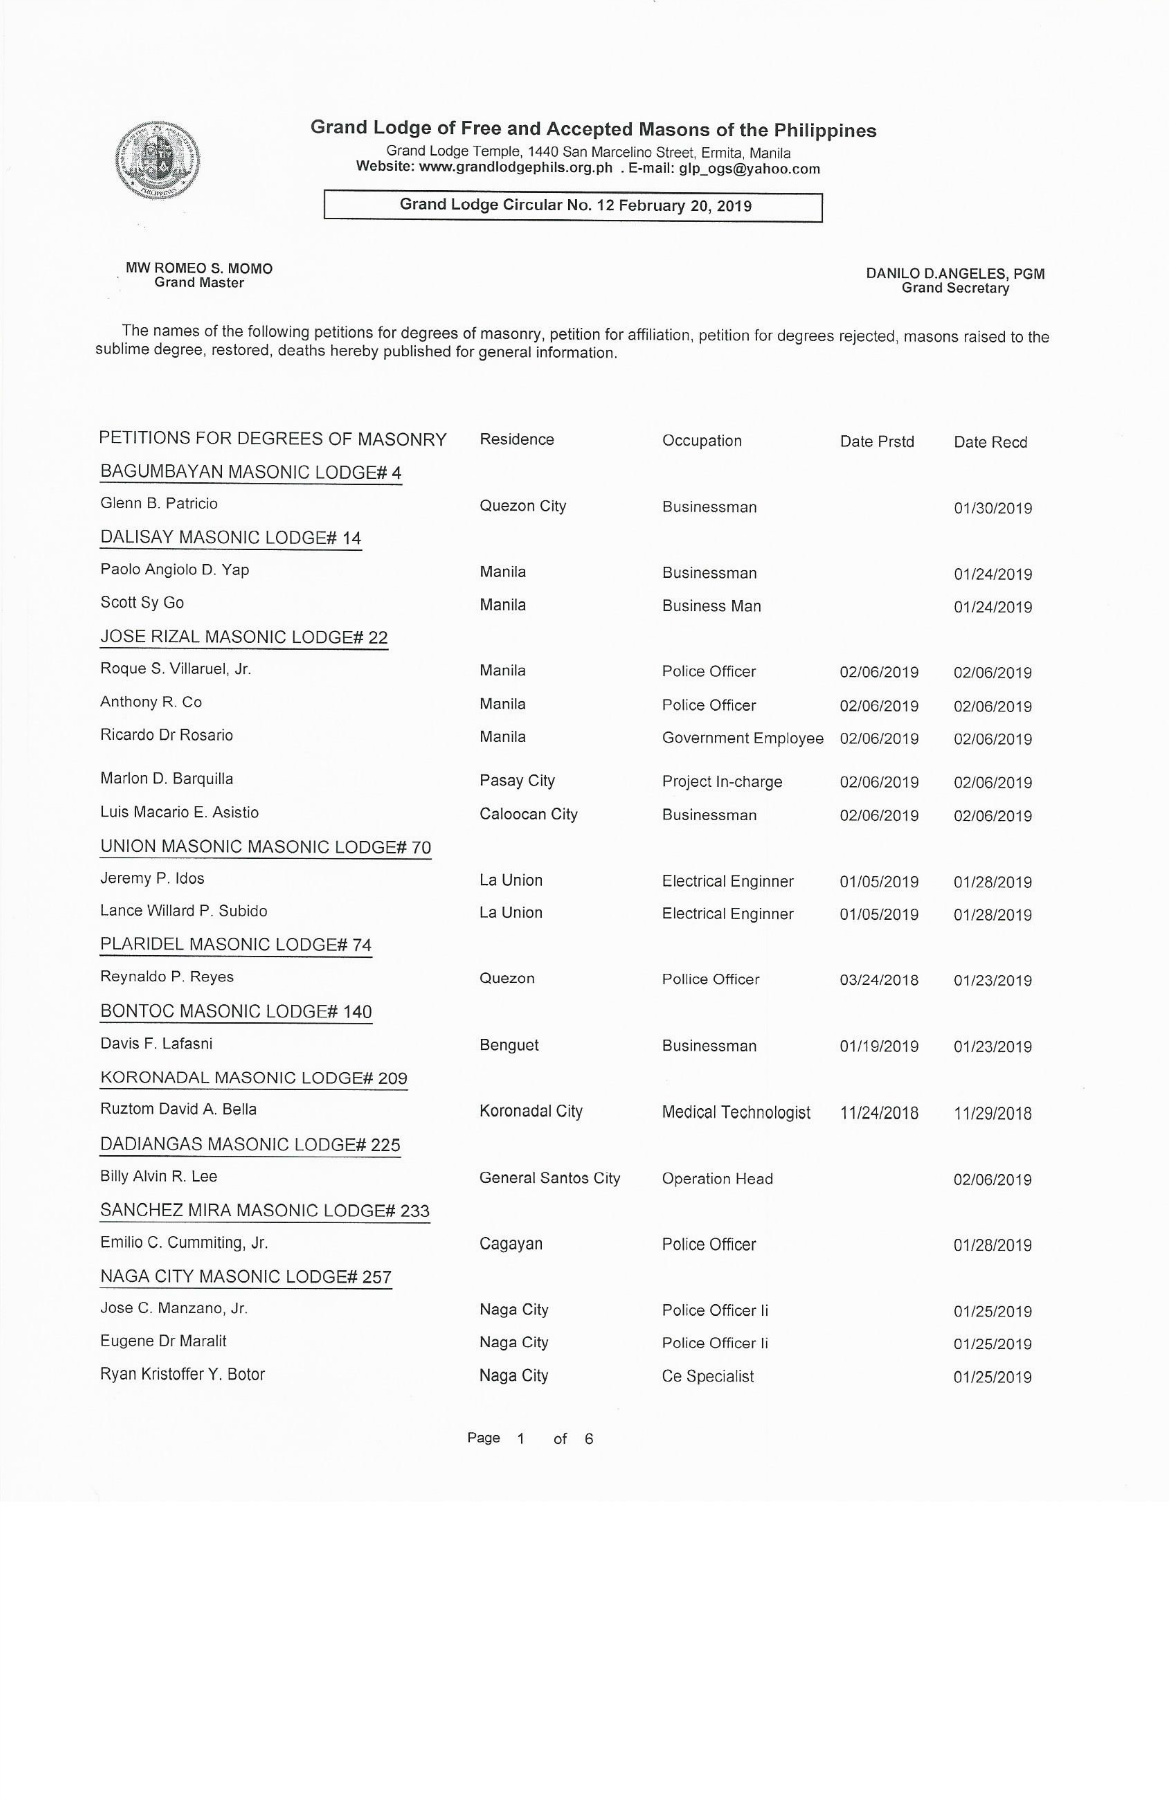 Grand Lodge of Free and Accepted Masons of the Philippines
Grand Lodge Temple, 1440 San Marcelino Street, Ermita, Manila
Website: www.grandlodgephils.org.ph . E-mail: glp_ogs@yahoo.com
Grand Lodge Circular No. 12 February 20, 2019
MW ROMEO S. MOMO
Grand Master
DANILO D.ANGELES, PGM
Grand Secretary
The names of the following petitions for degrees of masonry, petition for affiliation, petition for degrees rejected, masons raised to the
sublime degree, restored, deaths hereby published for general information.
PETITIONS FOR DEGREES OF MASONRY Residence Occupation Date Prstd Date Recd
BAGUMBAYAN MASONIC LODGE# 4
Glenn B. Patricio Quezon City Businessman 01/30/2019
DALISAY MASONIC LODGE# 14
Paolo Angiolo D. Yap Manila Businessman 01/24/2019
Scott Sy Go Manila Business Man 01/24/2019
JOSE RIZAL MASONIC LODGE# 22
Roque S. Villaruel, Jr. Manila Police Officer 02/06/2019 02/06/2019
Anthony R. Co Manila Police Officer 02/06/2019 02/06/2019
Ricardo Dr Rosario Manila Government Employee 02/06/2019 02/06/2019
Marlon D. Barquilla Pasay City Project In-charge 02/06/2019 02/06/2019
Luis Macario E. Asistio Caloocan City Businessman 02/06/2019 02/06/2019
UNION MASONIC MASONIC LODGE# 70
Jeremy P. Idos La Union Electrical Enginner 01/05/2019 01/28/2019
Lance Willard P. Subido La Union Electrical Enginner 01/05/2019 01/28/2019
PLARIDEL MASONIC LODGE# 74
Reynaldo P. Reyes Quezon Pollice Officer 03/24/2018 01/23/2019
BONTOC MASONIC LODGE# 140
Davis F. Lafasni Benguet Businessman 01/19/2019 01/23/2019
KORONADAL MASONIC LODGE# 209
Ruztom David A. Bella Koronadal City Medical Technologist 11/24/2018 11/29/2018
DADIANGAS MASONIC LODGE# 225
Billy Alvin R. Lee General Santos City Operation Head 02/06/2019
SANCHEZ MIRA MASONIC LODGE# 233
Emilio C. Cummiting, Jr. Cagayan Police Officer 01/28/2019
NAGA CITY MASONIC LODGE# 257
Jose C. Manzano, Jr. Naga City Police Officer Ii 01/25/2019
Eugene Dr Maralit Naga City Police Officer Ii 01/25/2019
Ryan Kristoffer Y. Botor Naga City Ce Specialist 01/25/2019
Page 1 of 6